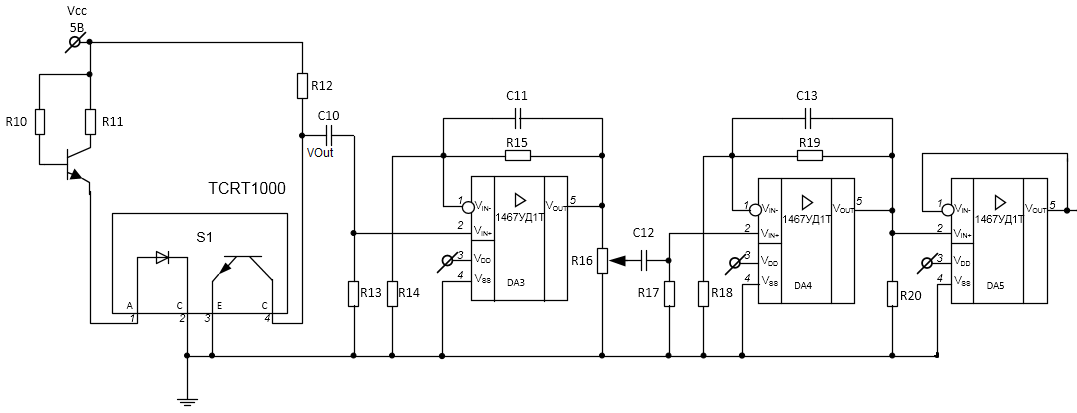 Vcc
5В
R10
R11
R12
C10
VOut
TCRT1000
S1
A
C
E
C
1
2
3
4
R13
R14
C11
R15
1
2
3
4
5
VIN-
1467УД1Т
VOUT
VIN+
VDD
VSS
DA3
R16
C12
R17
R18
C13
R19
1
2
3
4
5
VIN-
1467УД1Т
VOUT
VIN+
VDD
VSS
DA4
R20
1
2
3
4
5
VIN-
1467УД1Т
VOUT
VIN+
VDD
VSS
DA5